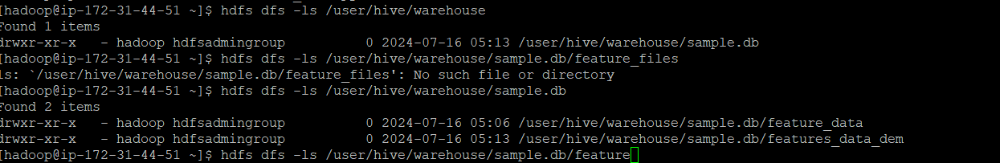 [hadoop@ip-172-31-44-51 ~]$ hdfs dfs -ls /user/hive/warehouse
Found 1 items
drwxr-xr-x   - hadoop hdfsadmingroup          0 2024-07-16 05:13 /user/hive/warehouse/sample.db
[hadoop@ip-172-31-44-51 ~]$ hdfs dfs -ls /user/hive/warehouse/sample.db/feature_files
ls: `/user/hive/warehouse/sample.db/feature_files': No such file or directory
[hadoop@ip-172-31-44-51 ~]$ hdfs dfs -ls /user/hive/warehouse/sample.db
Found 2 items
drwxr-xr-x   - hadoop hdfsadmingroup          0 2024-07-16 05:06 /user/hive/warehouse/sample.db/feature_data
drwxr-xr-x   - hadoop hdfsadmingroup          0 2024-07-16 05:13 /user/hive/warehouse/sample.db/features_data_dem
[hadoop@ip-172-31-44-51 ~]$ hdfs dfs -ls /user/hive/warehouse/sample.db/feature